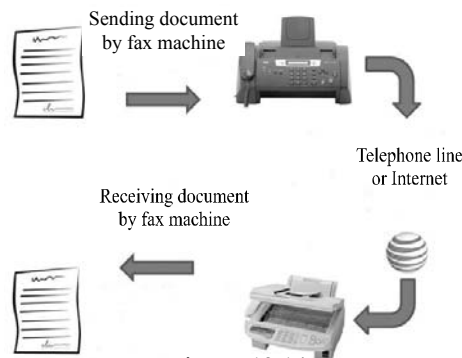 Sending document
by fax machine
Telephone line
or Internet
Receiving document
by fax machine